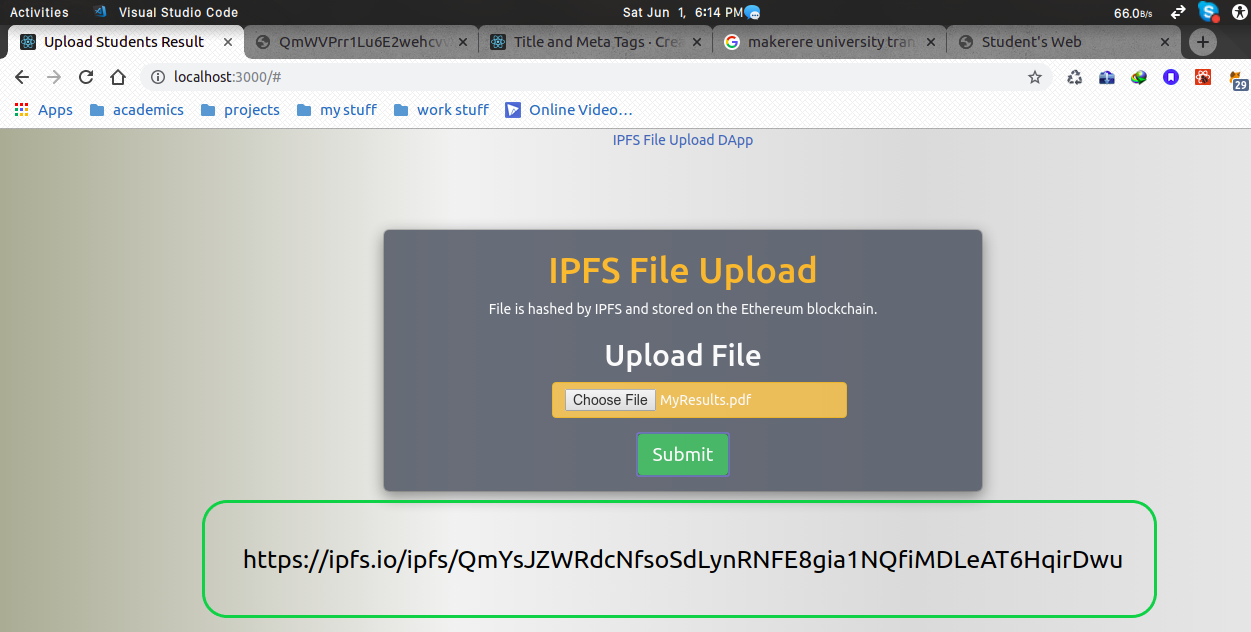 Activities Visual Studio Code Sat Jun 1, 6:14 PM 66.0B/s
Upload Students Result QmWVPrr1Lu6E2wehcv Title and Meta Tags · Cre makerere university tran Student's Web
localhost:3000/# 29
Apps academics projects my stuff work stuff Online Video…
IPFS File Upload DApp
IPFS File Upload
File is hashed by IPFS and stored on the Ethereum blockchain.
Upload File
Choose File MyResults.pdf
Submit
https://ipfs.io/ipfs/QmYsJZWRdcNfsoSdLynRNFE8gia1NQfiMDLeAT6HqirDwu